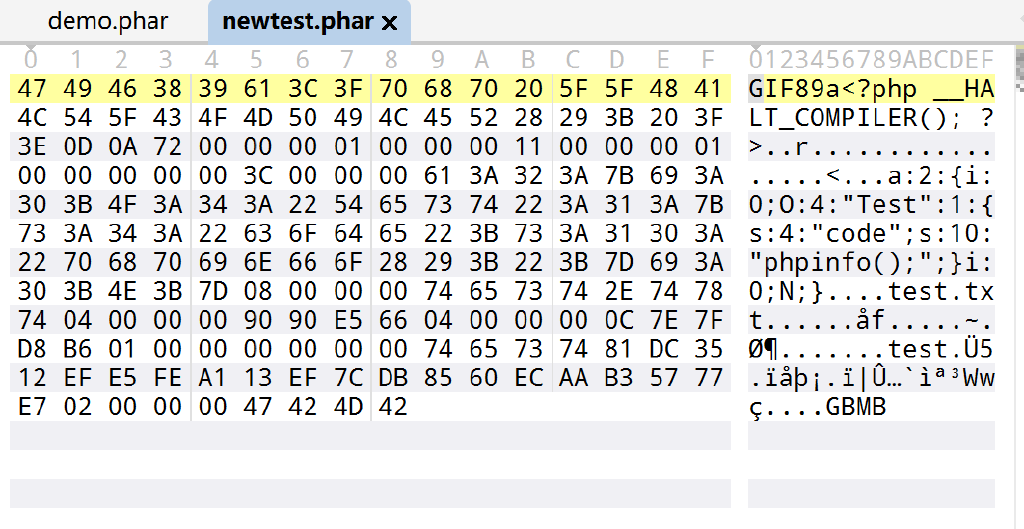 demo.phar newtest.phar x
0 1 2 3 4 5 6 7 8 9 A B C D E F 0123456789ABCDEF
47 49 46 38 39 61 3C 3F 70 68 70 20 5F 5F 48 41 GIF89a<?php __HA
4C 54 5F 43 4F 4D 50 49 4C 45 52 28 29 3B 20 3F LT_COMPILER(); ?
3E 0D 0A 72 00 00 00 01 00 00 00 11 00 00 00 01 >..r............
00 00 00 00 00 3C 00 00 00 61 3A 32 3A 7B 69 3A .....<...a:2:{i:
30 3B 4F 3A 34 3A 22 54 65 73 74 22 3A 31 3A 7B 0;O:4:"Test":1:{
73 3A 34 3A 22 63 6F 64 65 22 3B 73 3A 31 30 3A s:4:"code";s:10:
22 70 68 70 69 6E 66 6F 28 29 3B 22 3B 7D 69 3A "phpinfo();";}i:
30 3B 4E 3B 7D 08 00 00 00 74 65 73 74 2E 74 78 0;N;}....test.tx
74 04 00 00 00 90 90 E5 66 04 00 00 00 0C 7E 7F t......åf.....~.
D8 B6 01 00 00 00 00 00 00 74 65 73 74 81 DC 35 Ø¶.......test.Ü5
12 EF E5 FE A1 13 EF 7C DB 85 60 EC AA B3 57 77 .ïåþ¡.ï|Û…`ìª³Ww
E7 02 00 00 00 47 42 4D 42 ç....GBMB